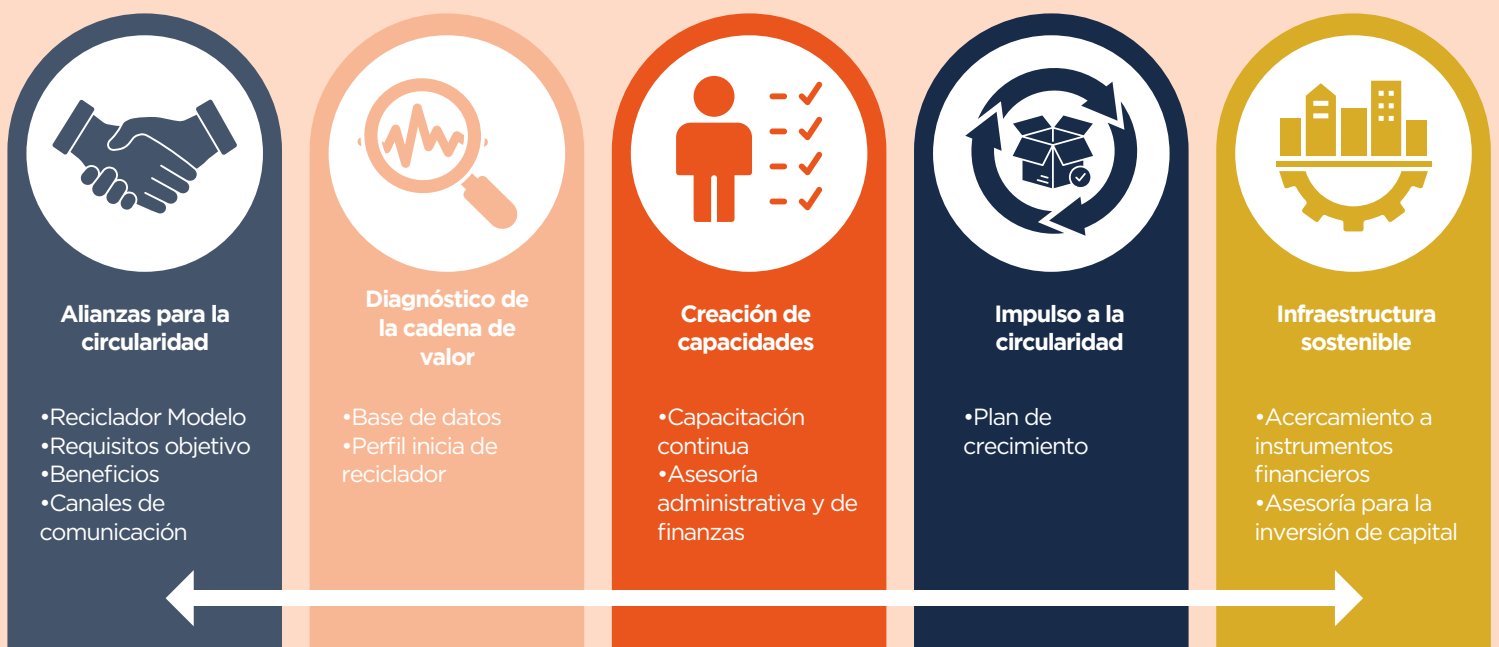 Alianzas para la
circularidad
•Reciclador Modelo
•Requisitos objetivo
•Beneficios
•Canales de
comunicación
Diagnóstico de
la cadena de
valor
•Base de datos
•Perfil inicia de
reciclador
Creación de
capacidades
•Capacitación
continua
•Asesoría
administrativa y de
finanzas
Impulso a la
circularidad
•Plan de
crecimiento
Infraestructura
sostenible
•Acercamiento a
instrumentos
financieros
•Asesoría para la
inversión de capital